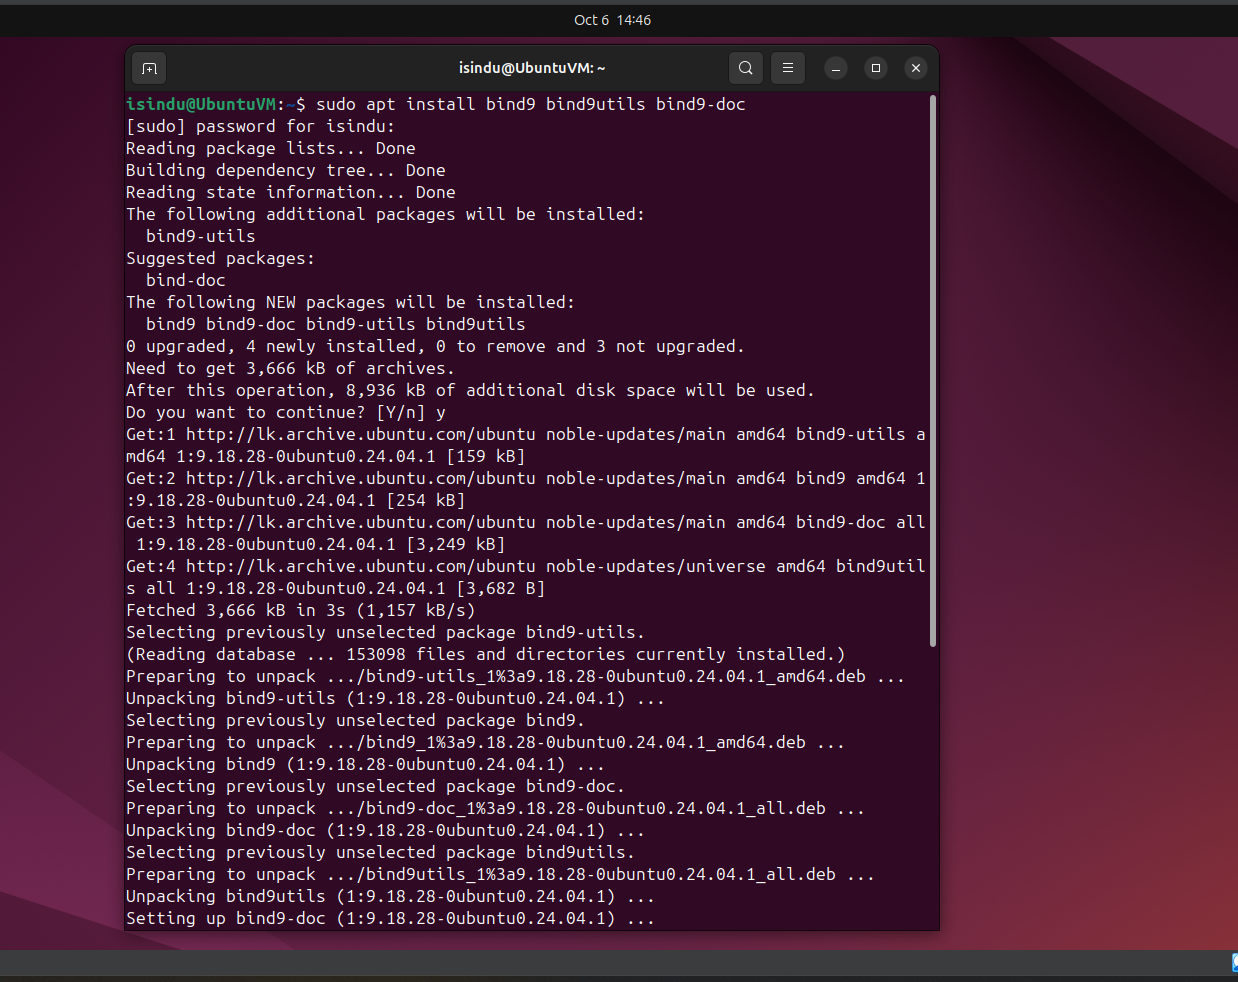 Oct 6 14:46
isindu@UbuntuVM: ~
isindu@UbuntuVM:~$ sudo apt install bind9 bind9utils bind9-doc
[sudo] password for isindu:
Reading package lists... Done
Building dependency tree... Done
Reading state information... Done
The following additional packages will be installed:
  bind9-utils
Suggested packages:
  bind-doc
The following NEW packages will be installed:
  bind9 bind9-doc bind9-utils bind9utils
0 upgraded, 4 newly installed, 0 to remove and 3 not upgraded.
Need to get 3,666 kB of archives.
After this operation, 8,936 kB of additional disk space will be used.
Do you want to continue? [Y/n] y
Get:1 http://lk.archive.ubuntu.com/ubuntu noble-updates/main amd64 bind9-utils a
md64 1:9.18.28-0ubuntu0.24.04.1 [159 kB]
Get:2 http://lk.archive.ubuntu.com/ubuntu noble-updates/main amd64 bind9 amd64 1
:9.18.28-0ubuntu0.24.04.1 [254 kB]
Get:3 http://lk.archive.ubuntu.com/ubuntu noble-updates/main amd64 bind9-doc all
 1:9.18.28-0ubuntu0.24.04.1 [3,249 kB]
Get:4 http://lk.archive.ubuntu.com/ubuntu noble-updates/universe amd64 bind9util
s all 1:9.18.28-0ubuntu0.24.04.1 [3,682 B]
Fetched 3,666 kB in 3s (1,157 kB/s)
Selecting previously unselected package bind9-utils.
(Reading database ... 153098 files and directories currently installed.)
Preparing to unpack .../bind9-utils_1%3a9.18.28-0ubuntu0.24.04.1_amd64.deb ...
Unpacking bind9-utils (1:9.18.28-0ubuntu0.24.04.1) ...
Selecting previously unselected package bind9.
Preparing to unpack .../bind9_1%3a9.18.28-0ubuntu0.24.04.1_amd64.deb ...
Unpacking bind9 (1:9.18.28-0ubuntu0.24.04.1) ...
Selecting previously unselected package bind9-doc.
Preparing to unpack .../bind9-doc_1%3a9.18.28-0ubuntu0.24.04.1_all.deb ...
Unpacking bind9-doc (1:9.18.28-0ubuntu0.24.04.1) ...
Selecting previously unselected package bind9utils.
Preparing to unpack .../bind9utils_1%3a9.18.28-0ubuntu0.24.04.1_all.deb ...
Unpacking bind9utils (1:9.18.28-0ubuntu0.24.04.1) ...
Setting up bind9-doc (1:9.18.28-0ubuntu0.24.04.1) ...